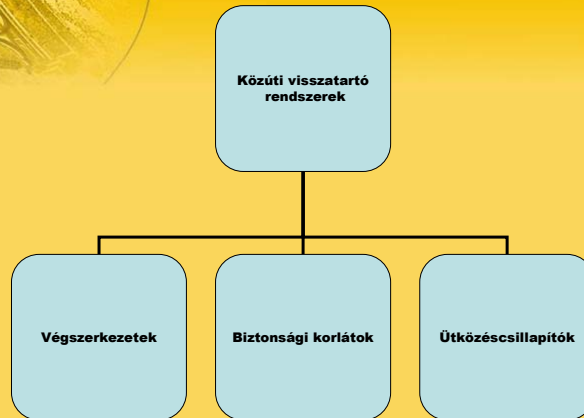 Közúti visszatartó
rendszerek
Végszerkezetek
Biztonsági korlátok
Ütközéscsillapítók